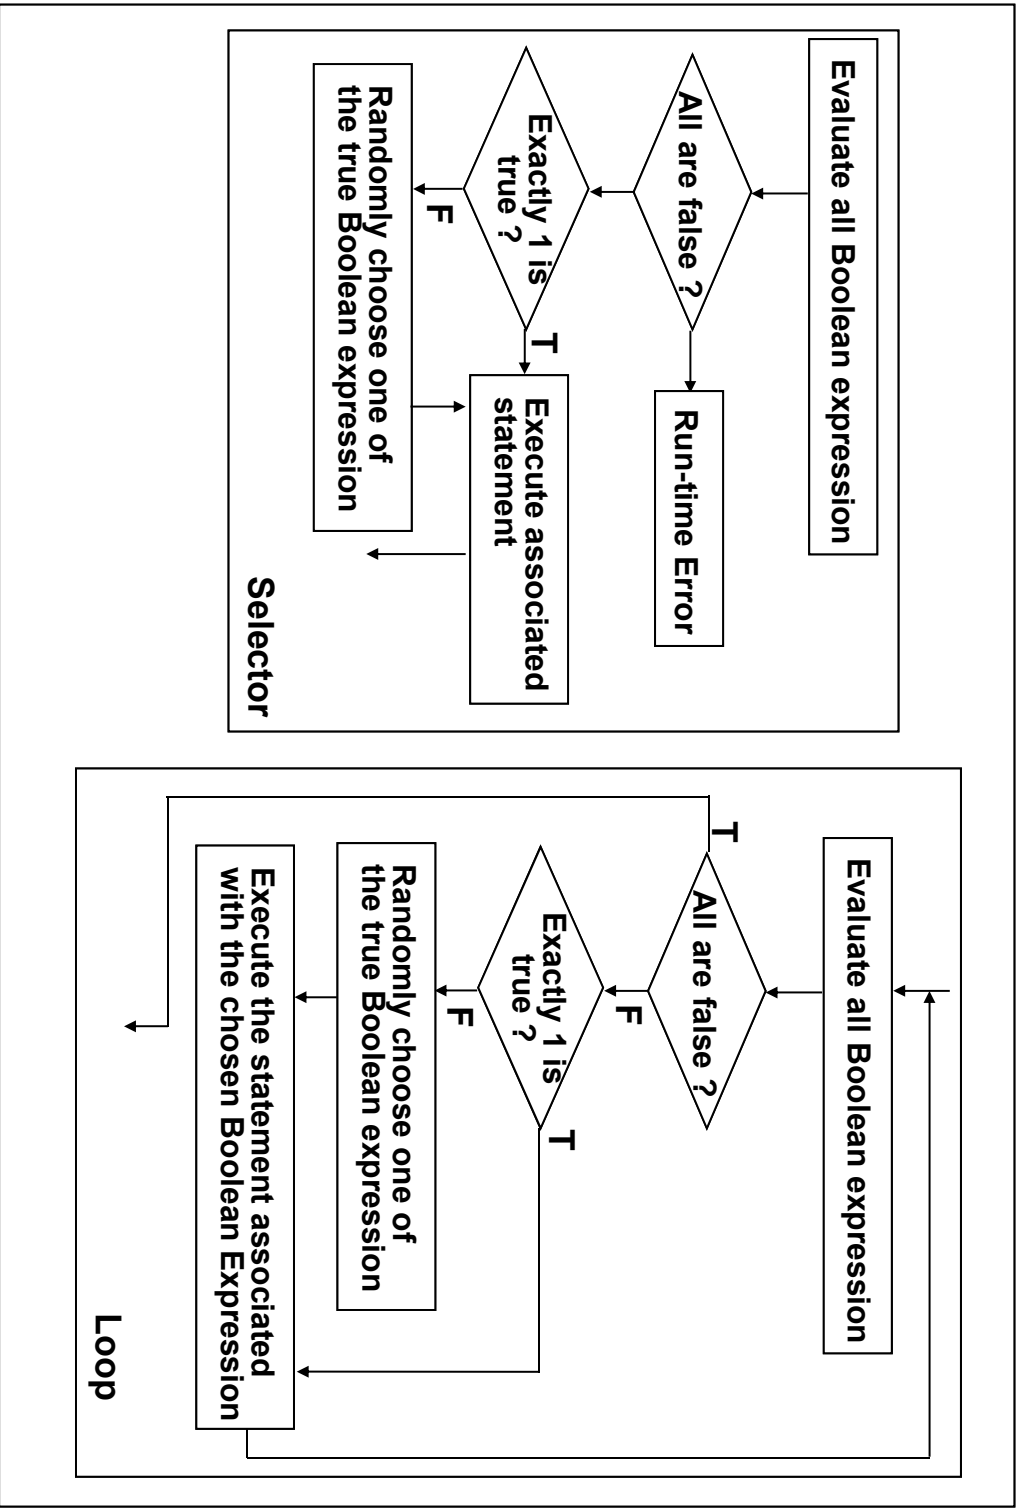 Evaluate all Boolean expression
All are false ?
Run-time Error
Exactly 1 is
true ?
T
F
Execute associated
statement
Randomly choose one of
the true Boolean expression
Selector
Evaluate all Boolean expression
T
All are false ?
F
Exactly 1 is
true ?
T
F
Randomly choose one of
the true Boolean expression
Execute the statement associated
with the chosen Boolean Expression
Loop